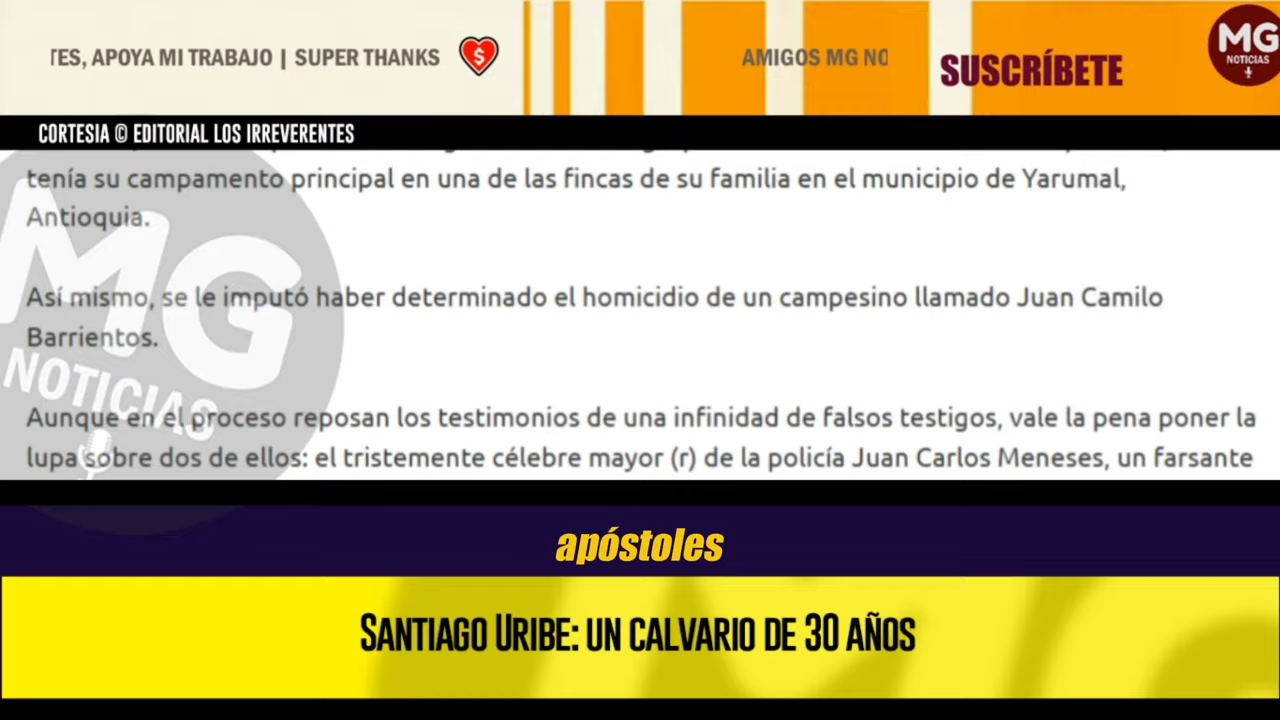 TES, APOYA MI TRABAJO | SUPER THANKS
AMIGOS MG NO
SUSCRÍBETE
MG
NOTICIAS
CORTESIA © EDITORIAL LOS IRREVERENTES
tenía su campamento principal en una de las fincas de su familia en el municipio de Yarumal,
Antioquia.
Así mismo, se le imputó haber determinado el homicidio de un campesino llamado Juan Camilo
Barrientos.
Aunque en el proceso reposan los testimonios de una infinidad de falsos testigos, vale la pena poner la
lupa sobre dos de ellos: el tristemente célebre mayor (r) de la policía Juan Carlos Meneses, un farsante
MG
NOTICIAS
apóstoles
SANTIAGO URIBE: UN CALVARIO DE 30 AÑOS